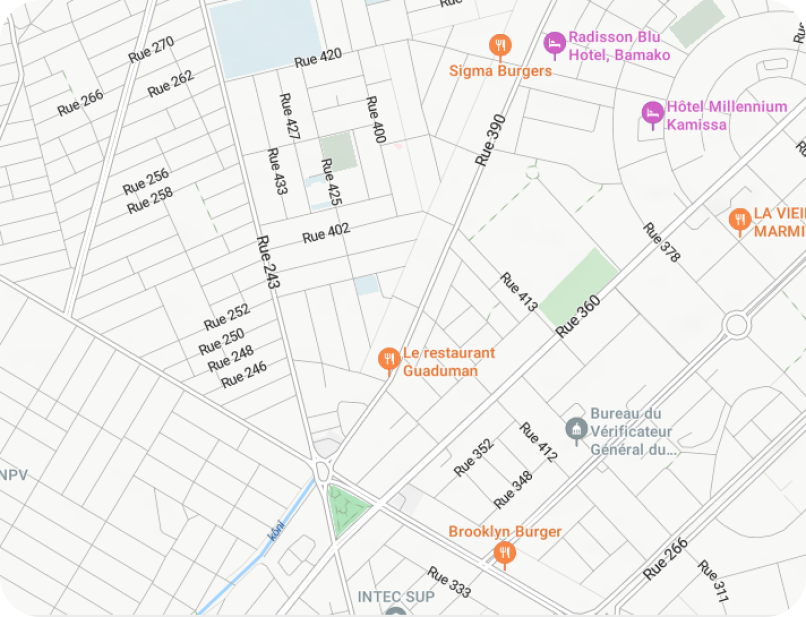 Rue 270
Rue 420
Sigma Burgers
Radisson Blu
Hotel, Bamako
Rue 266
Rue 262
Rue 427
Rue 400
Rue 390
Hôtel Millennium
Kamissa
Rue 256
Rue 258
Rue 433
Rue 425
Rue 402
Rue 243
LA VIEI
MARMI
Rue 378
Rue 413
Rue 360
Rue 252
Rue 250
Rue 248
Rue 246
Le restaurant
Guaduman
Bureau du
Vérificateur
Général du...
Rue 412
Rue 352
Rue 348
NPV
kôni
Brooklyn Burger
Rue 266
Rue 333
Rue 311
INTEC SUP